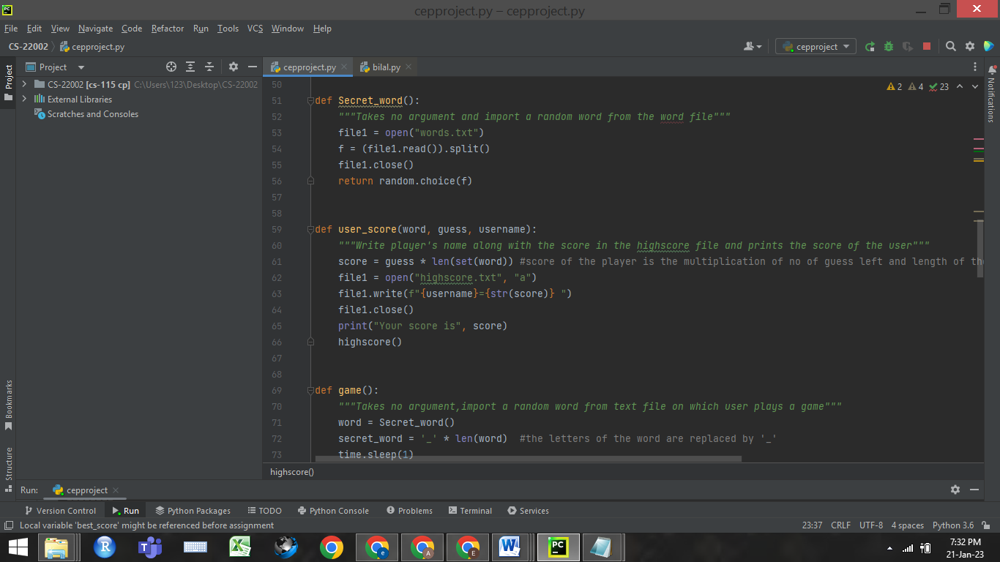 cepproject.py – cepproject.py
File Edit View Navigate Code Refactor Run Tools VCS Window Help
CS-22002 cepproject.py
cepproject
Project
cepproject.py
bilal.py
CS-22002 [cs-115 cp] C:\Users\123\Desktop\CS-22002
External Libraries
Scratches and Consoles
Project
Bookmarks
Structure
2 4 23
50
51 def Secret_word():
52 """Takes no argument and import a random word from the word file"""
53 file1 = open("words.txt")
54 f = (file1.read()).split()
55 file1.close()
56 return random.choice(f)
57
58
59 def user_score(word, guess, username):
60 """Write player's name along with the score in the highscore file and prints the score of the user"""
61 score = guess * len(set(word)) #score of the player is the multiplication of no of guess left and length of the
62 file1 = open("highscore.txt", "a")
63 file1.write(f"{username}={str(score)} ")
64 file1.close()
65 print("Your score is", score)
66 highscore()
67
68
69 def game():
70 """Takes no argument,import a random word from text file on which user plays a game"""
71 word = Secret_word()
72 secret_word = '_' * len(word) #the letters of the word are replaced by '_'
73 time.sleep(1)
highscore()
Notifications
Run: cepproject
Version Control Run Python Packages TODO Python Console Problems Terminal Services
Local variable 'best_score' might be referenced before assignment
23:37 CRLF UTF-8 4 spaces Python 3.6
7:32 PM
21-Jan-23